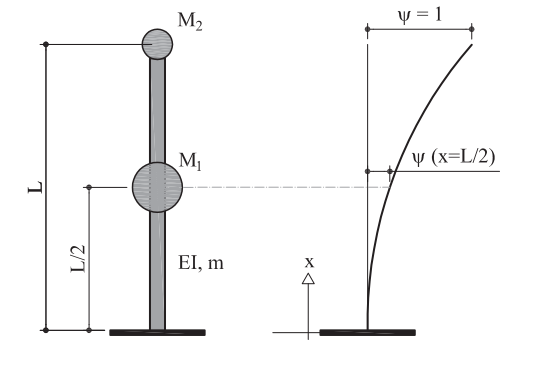 M2
ψ = 1
M1
ψ (x=L/2)
L
L/2
EI, m
x